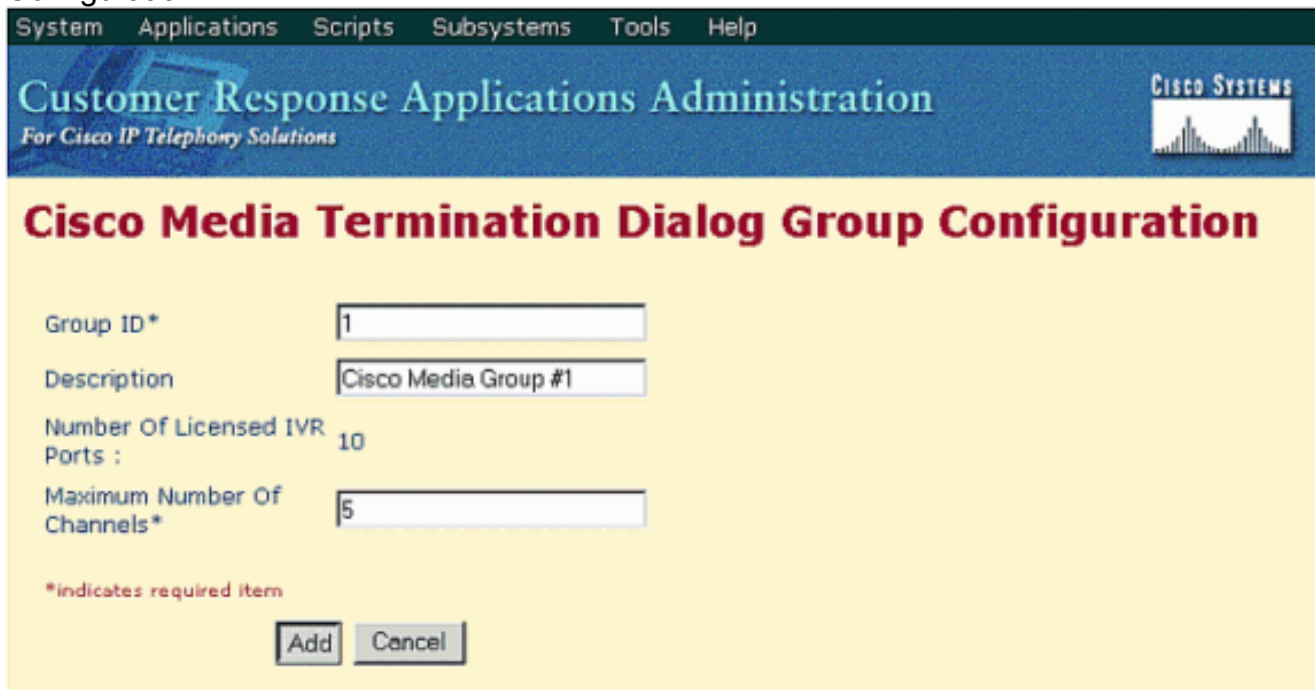 System Applications Scripts Subsystems Tools Help
Customer Response Applications Administration
For Cisco IP Telephony Solutions
CISCO SYSTEMS
Cisco Media Termination Dialog Group Configuration
Group ID* 1
Description Cisco Media Group #1
Number Of Licensed IVR
Ports : 10
Maximum Number Of
Channels* 5
*indicates required item
Add Cancel